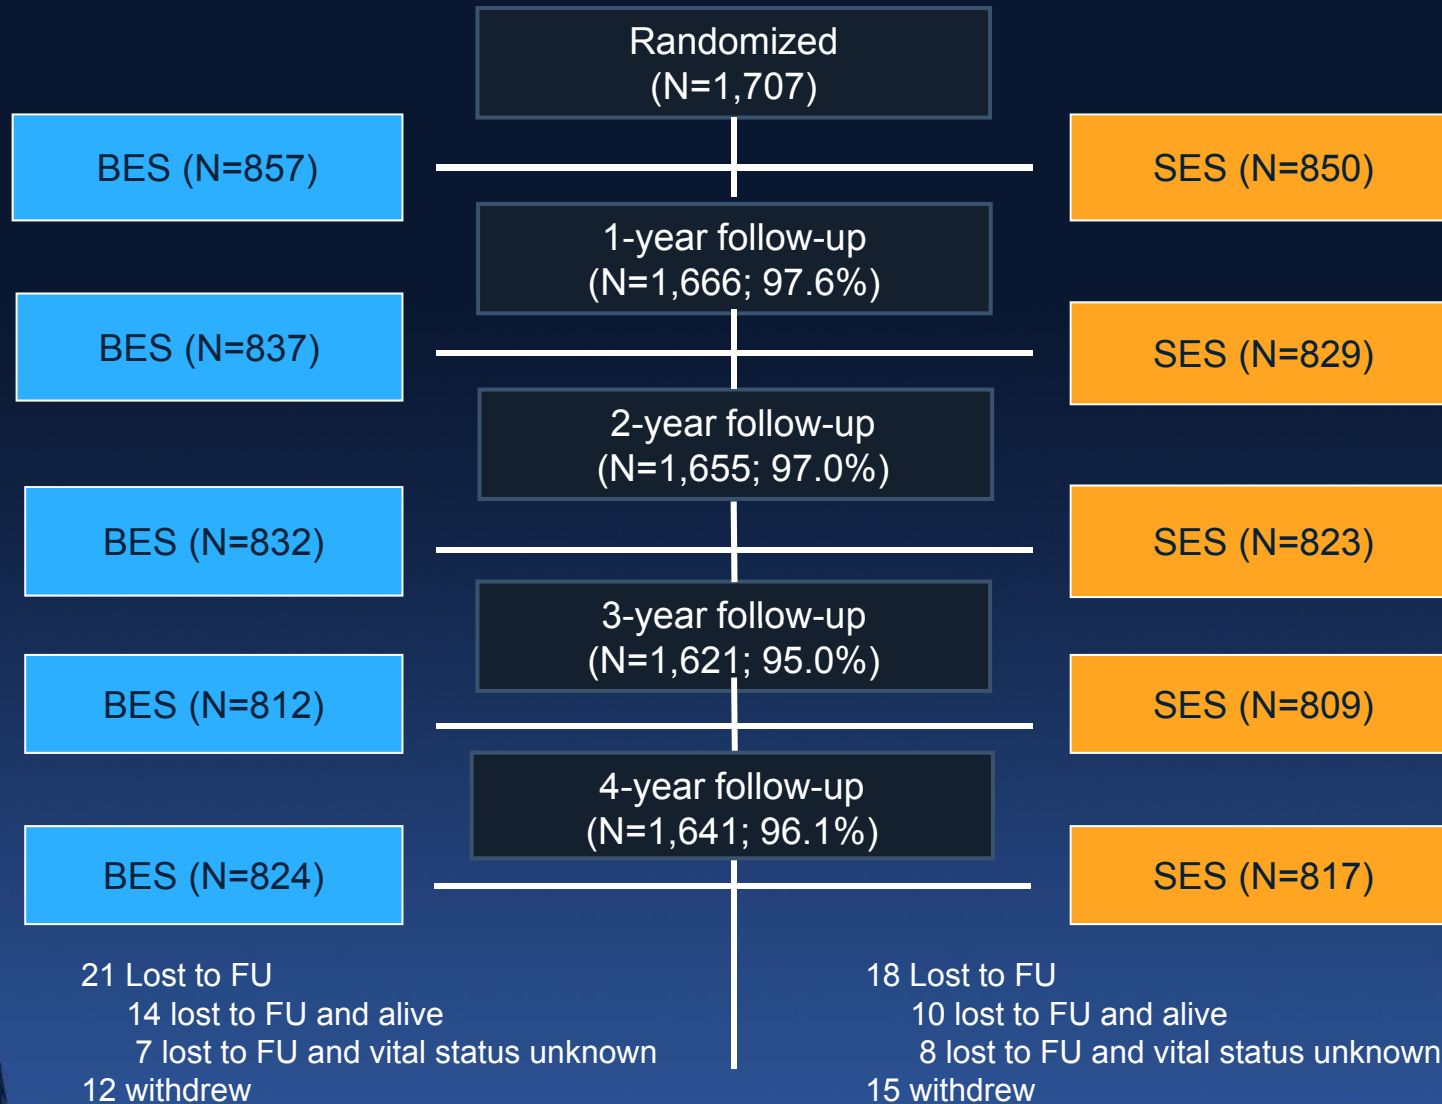 Randomized
(N=1,707)
BES (N=857)
SES (N=850)
1-year follow-up
(N=1,666; 97.6%)
BES (N=837)
SES (N=829)
2-year follow-up
(N=1,655; 97.0%)
BES (N=832)
SES (N=823)
3-year follow-up
(N=1,621; 95.0%)
BES (N=812)
SES (N=809)
4-year follow-up
(N=1,641; 96.1%)
BES (N=824)
SES (N=817)
21 Lost to FU
14 lost to FU and alive
7 lost to FU and vital status unknown
12 withdrew
18 Lost to FU
10 lost to FU and alive
8 lost to FU and vital status unknown
15 withdrew